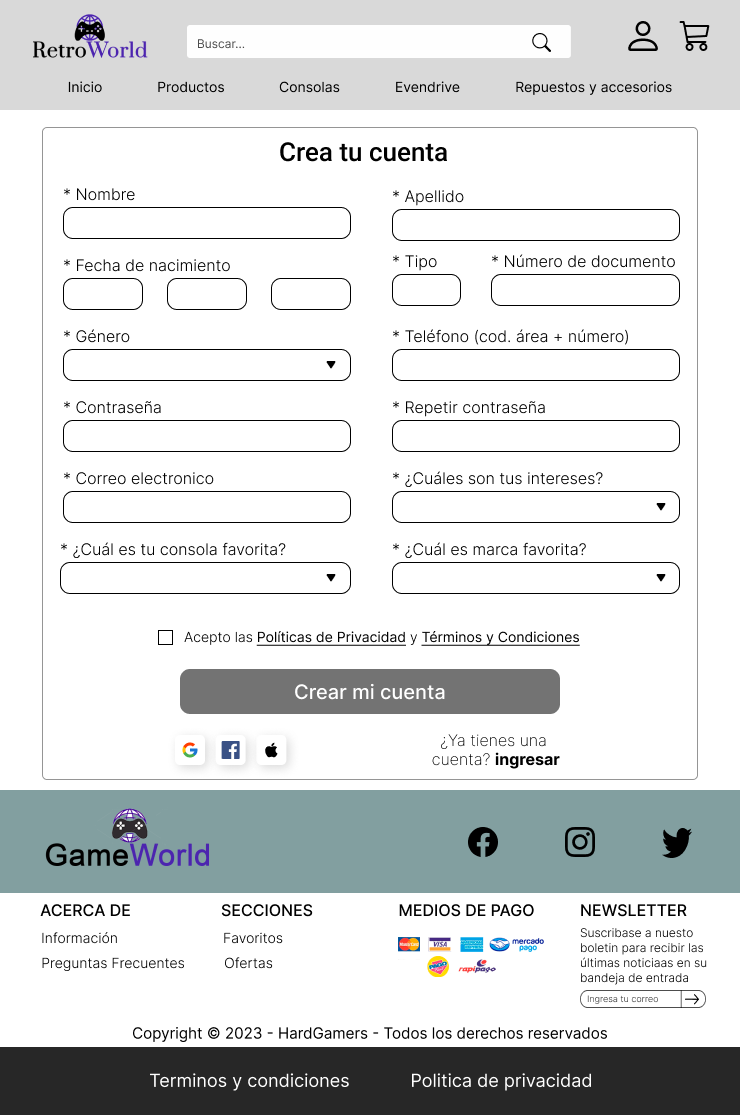 RetroWorld
Buscar...
Inicio Productos Consolas Evendrive Repuestos y accesorios
Crea tu cuenta
* Nombre
* Apellido
* Fecha de nacimiento
* Tipo
* Número de documento
* Género
* Teléfono (cod. área + número)
* Contraseña
* Repetir contraseña
* Correo electronico
* ¿Cuáles son tus intereses?
* ¿Cuál es tu consola favorita?
* ¿Cuál es marca favorita?
Acepto las Políticas de Privacidad y Términos y Condiciones
Crear mi cuenta
¿Ya tienes una
cuenta? ingresar
GameWorld
ACERCA DE
Información
Preguntas Frecuentes
SECCIONES
Favoritos
Ofertas
MEDIOS DE PAGO
VISA
mercado
pago
rapipago
NEWSLETTER
Suscribase a nuesto
boletin para recibir las
últimas noticiaas en su
bandeja de entrada
Ingresa tu correo
Copyright © 2023 - HardGamers - Todos los derechos reservados
Terminos y condiciones
Politica de privacidad